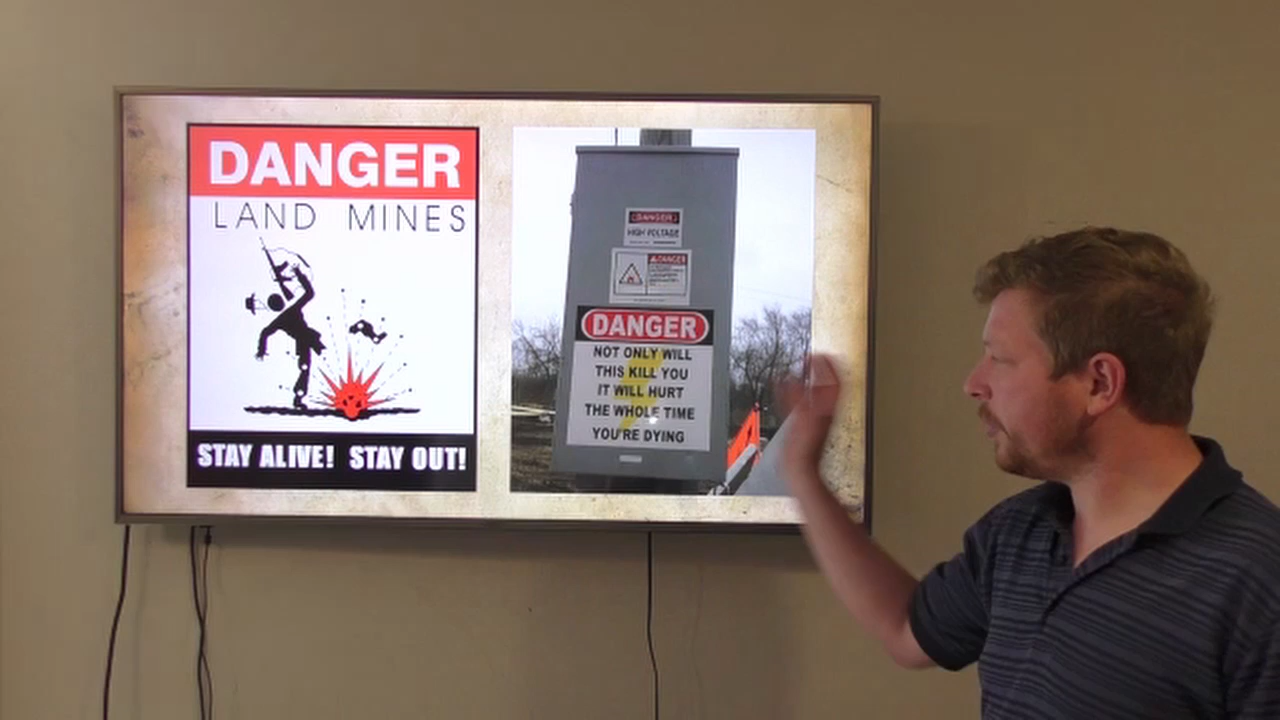 DANGER
LAND MINES
STAY ALIVE! STAY OUT!
DANGER
HIGH VOLTAGE
DANGER
DANGER
NOT ONLY WILL
THIS KILL YOU
IT WILL HURT
THE WHOLE TIME
YOU'RE DYING